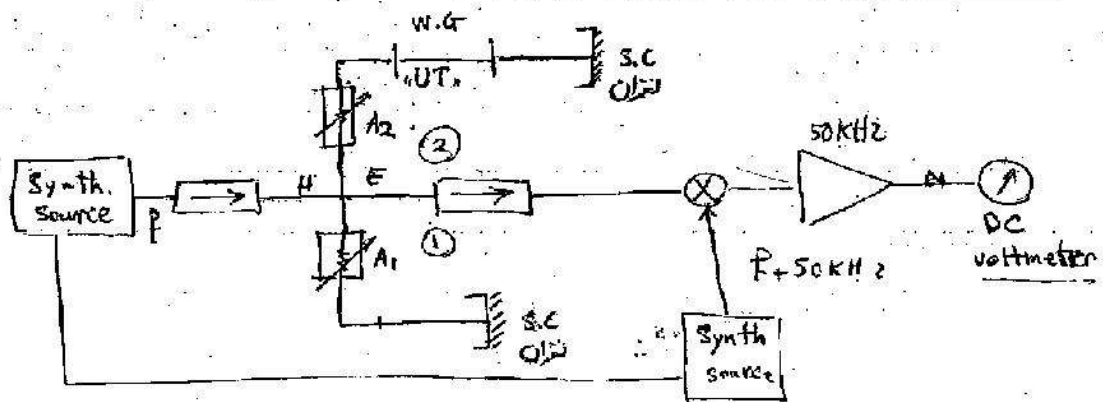 W.G
"UT"
S.C
A2
②
50KHz
Synth.
source
f
H
E
①
A1
DC
voltmeter
f+50KHz
S.C
Synth
source